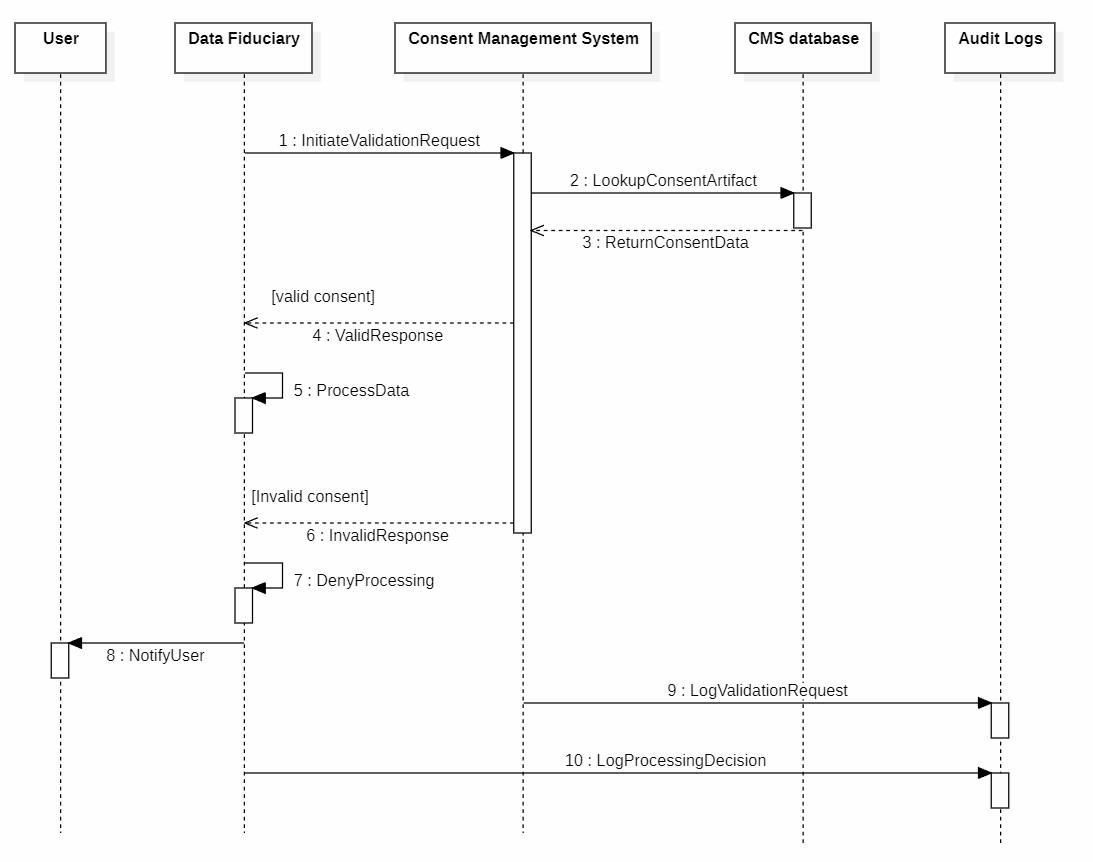 User
Data Fiduciary
Consent Management System
CMS database
Audit Logs
1 : InitiateValidationRequest
2 : LookupConsentArtifact
3 : ReturnConsentData
[valid consent]
4 : ValidResponse
5 : ProcessData
[Invalid consent]
6 : InvalidResponse
7 : DenyProcessing
8 : NotifyUser
9 : LogValidationRequest
10 : LogProcessingDecision